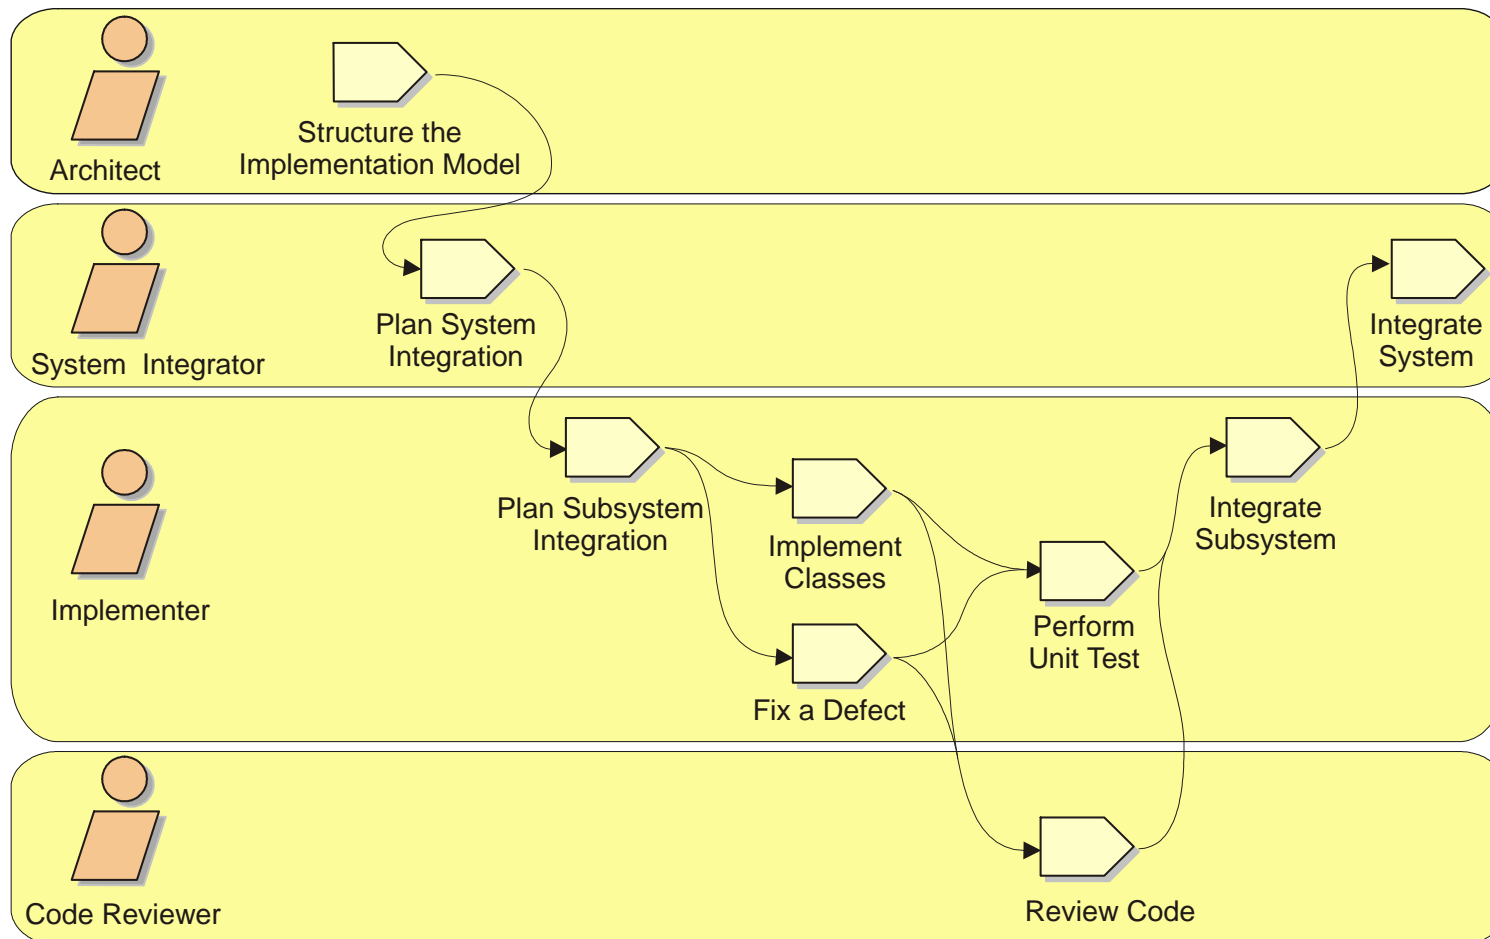 Architect
Structure the
Implementation Model
System Integrator
Plan System
Integration
Integrate
System
Implementer
Plan Subsystem
Integration
Implement
Classes
Fix a Defect
Perform
Unit Test
Integrate
Subsystem
Code Reviewer
Review Code